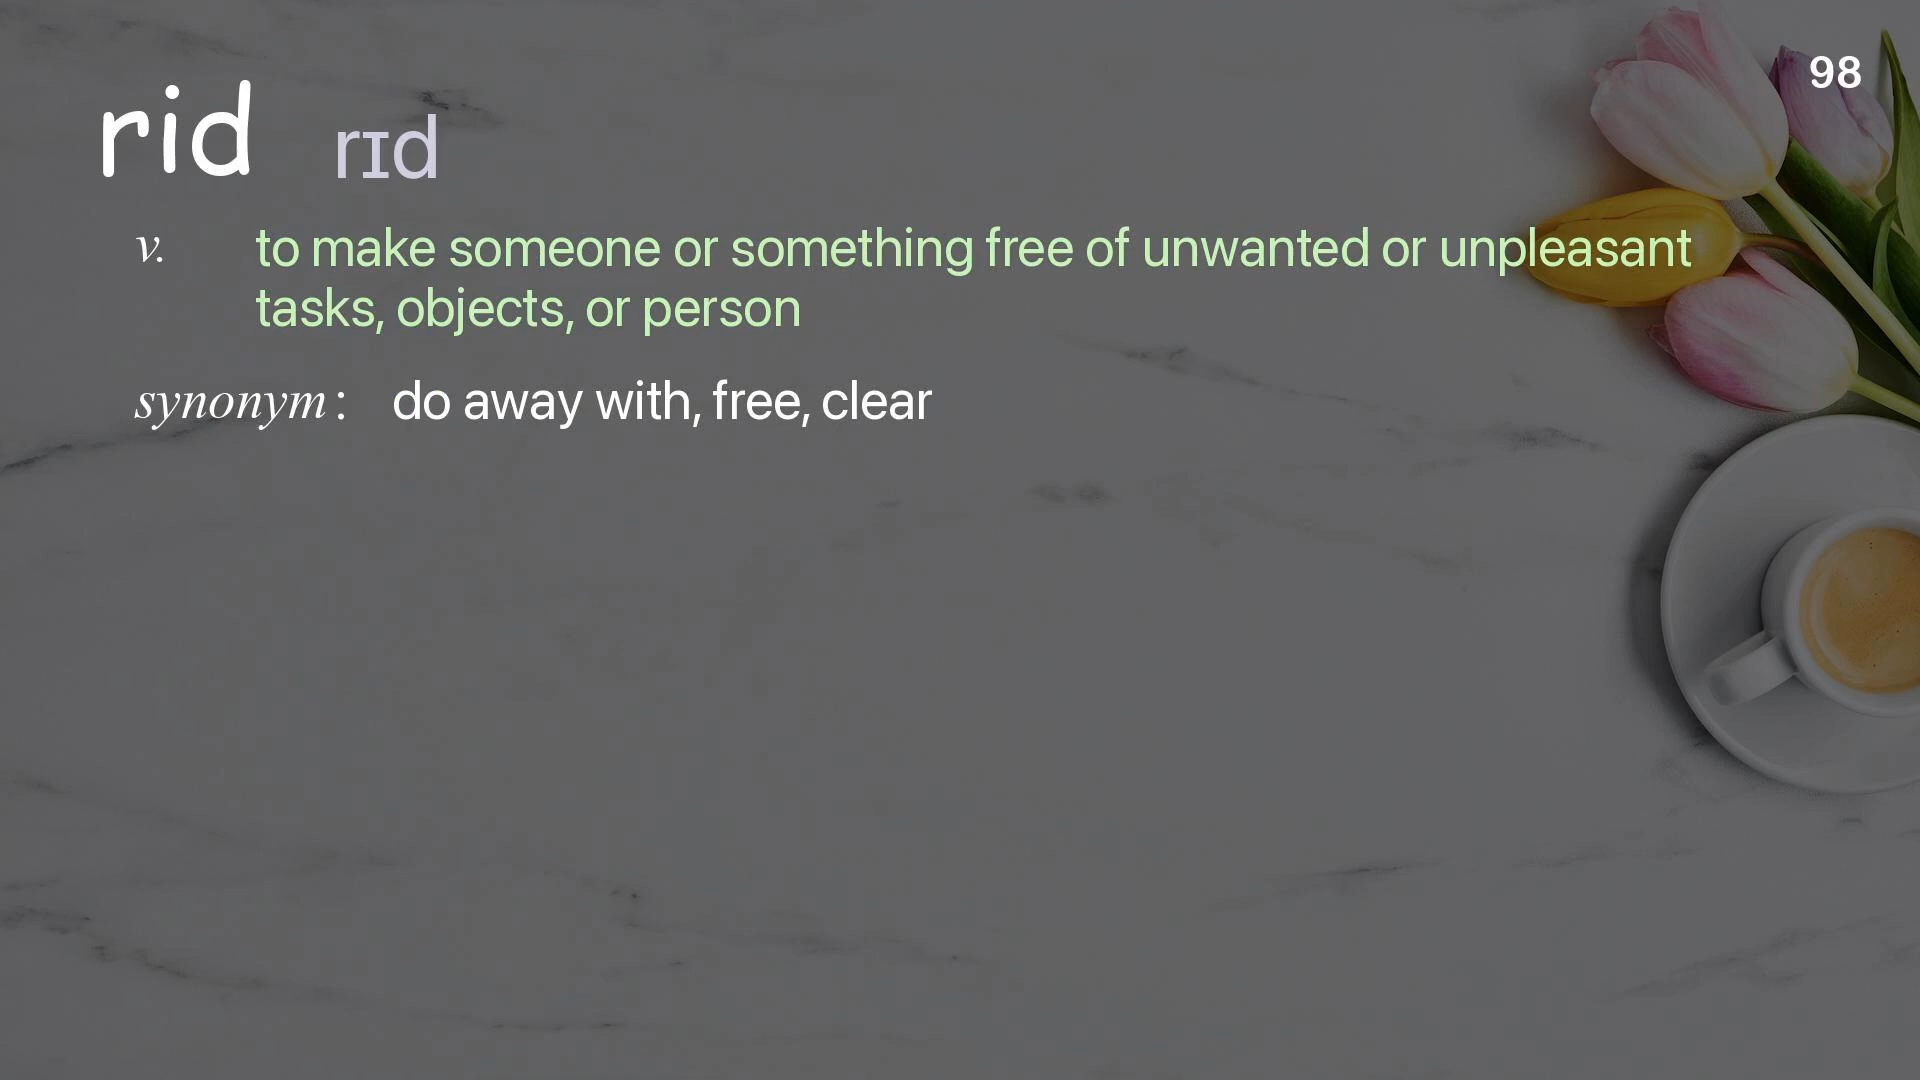 98
rid rɪd
v. to make someone or something free of unwanted or unpleasant
tasks, objects, or person
synonym : do away with, free, clear